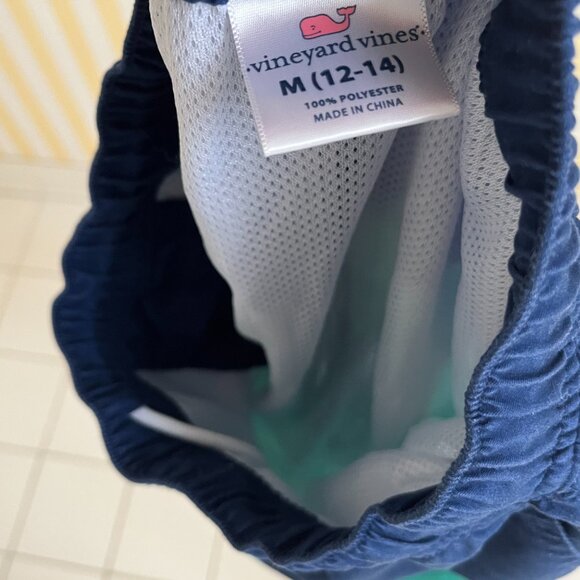 vineyard vines®
M (12-14)
100% POLYESTER
MADE IN CHINA